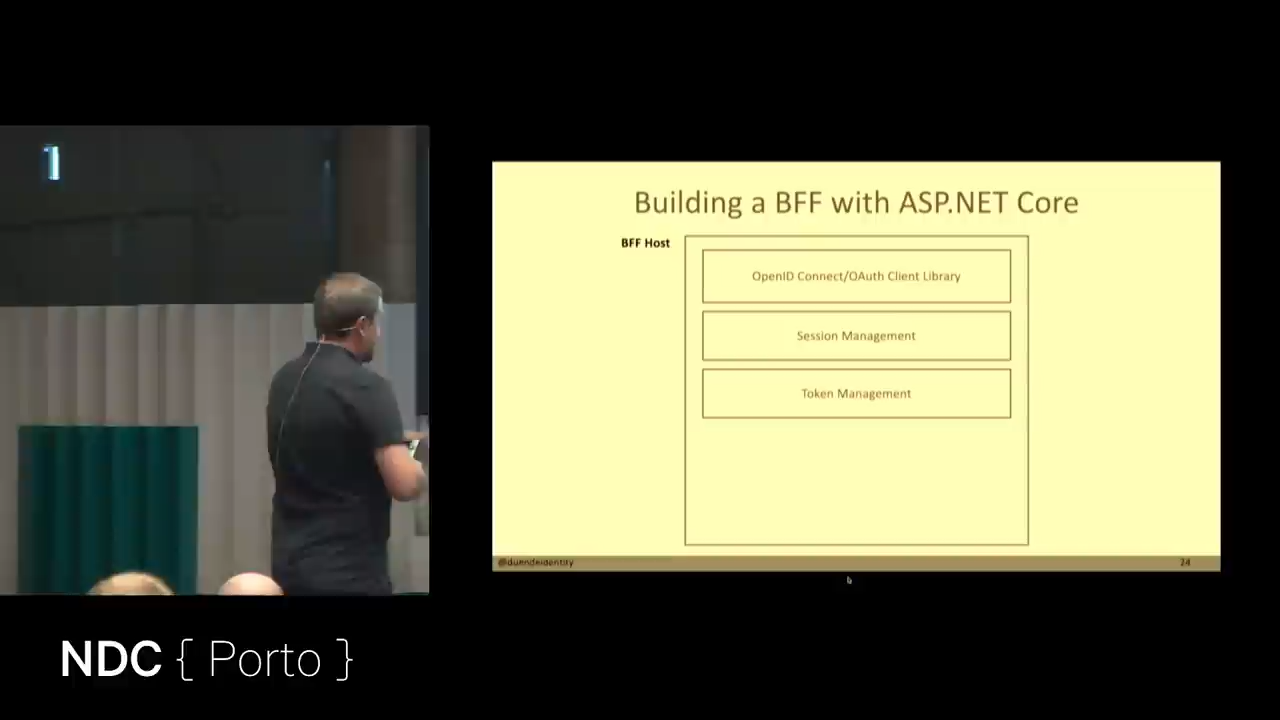 Building a BFF with ASP.NET Core
BFF Host
OpenID Connect/OAuth Client Library
Session Management
Token Management
@duendeidentity
24
NDC { Porto }